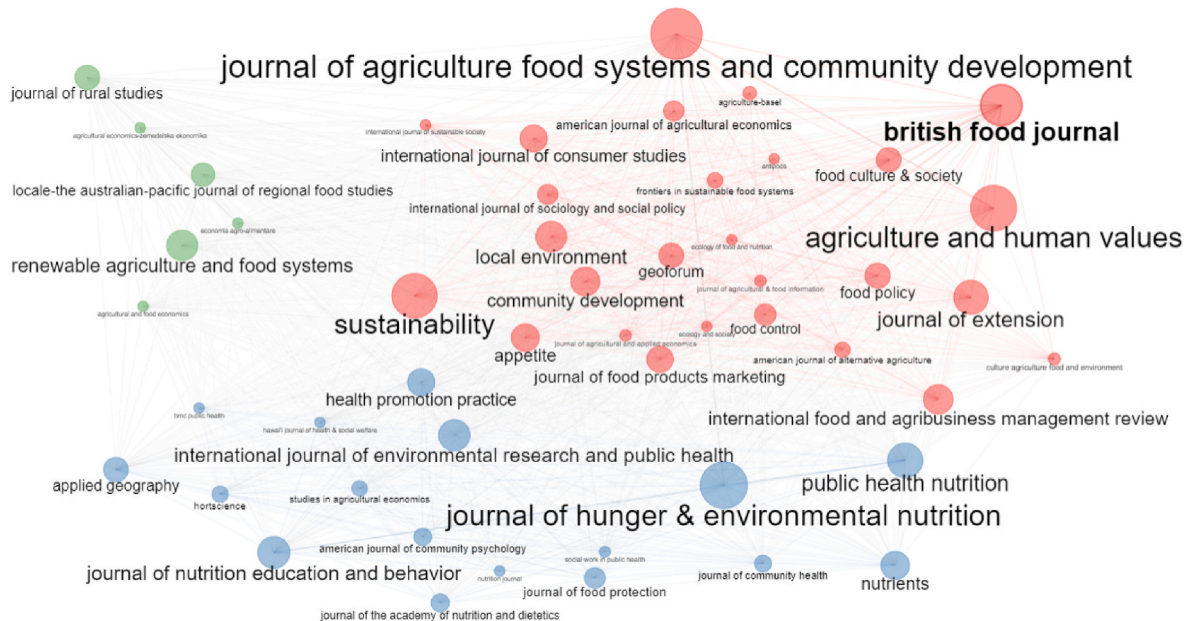 journal of agriculture food systems and community development
journal of rural studies
agriculture-basel
agricultural economics-zemedelska ekonomika
international journal of sustainable society
american journal of agricultural economics
british food journal
international journal of consumer studies
antipode
food culture & society
locale-the australian-pacific journal of regional food studies
frontiers in sustainable food systems
international journal of sociology and social policy
economia agro-alimentare
ecology of food and nutrition
agriculture and human values
local environment
renewable agriculture and food systems
geoforum
journal of agricultural & food information
food policy
community development
agricultural and food economics
sustainability
ecology and society
food control
journal of extension
journal of agricultural and applied economics
appetite
american journal of alternative agriculture
culture agriculture food and environment
journal of food products marketing
health promotion practice
bmc public health
international food and agribusiness management review
hawai'i journal of health & social welfare
international journal of environmental research and public health
applied geography
public health nutrition
studies in agricultural economics
hortscience
journal of hunger & environmental nutrition
american journal of community psychology
social work in public health
journal of nutrition education and behavior
nutrition journal
journal of community health
nutrients
journal of food protection
journal of the academy of nutrition and dietetics